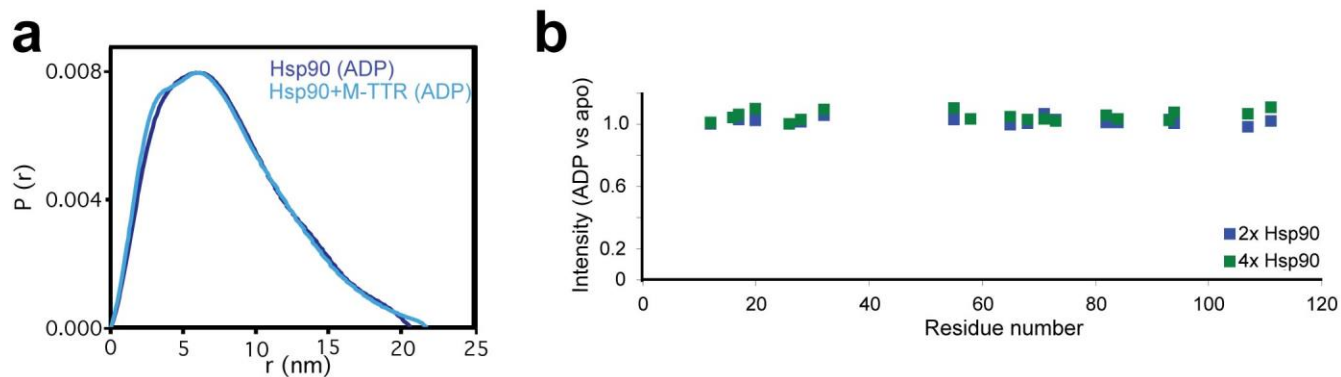 a
Hsp90 (ADP)
Hsp90+M-TTR (ADP)
P (r)
0.008
0.004
0.000
0 5 10 15 20 25
r (nm)
b
Intensity (ADP vs apo)
1.0
0.6
0.2
0
2x Hsp90
4x Hsp90
0 20 40 60 80 100 120
Residue number